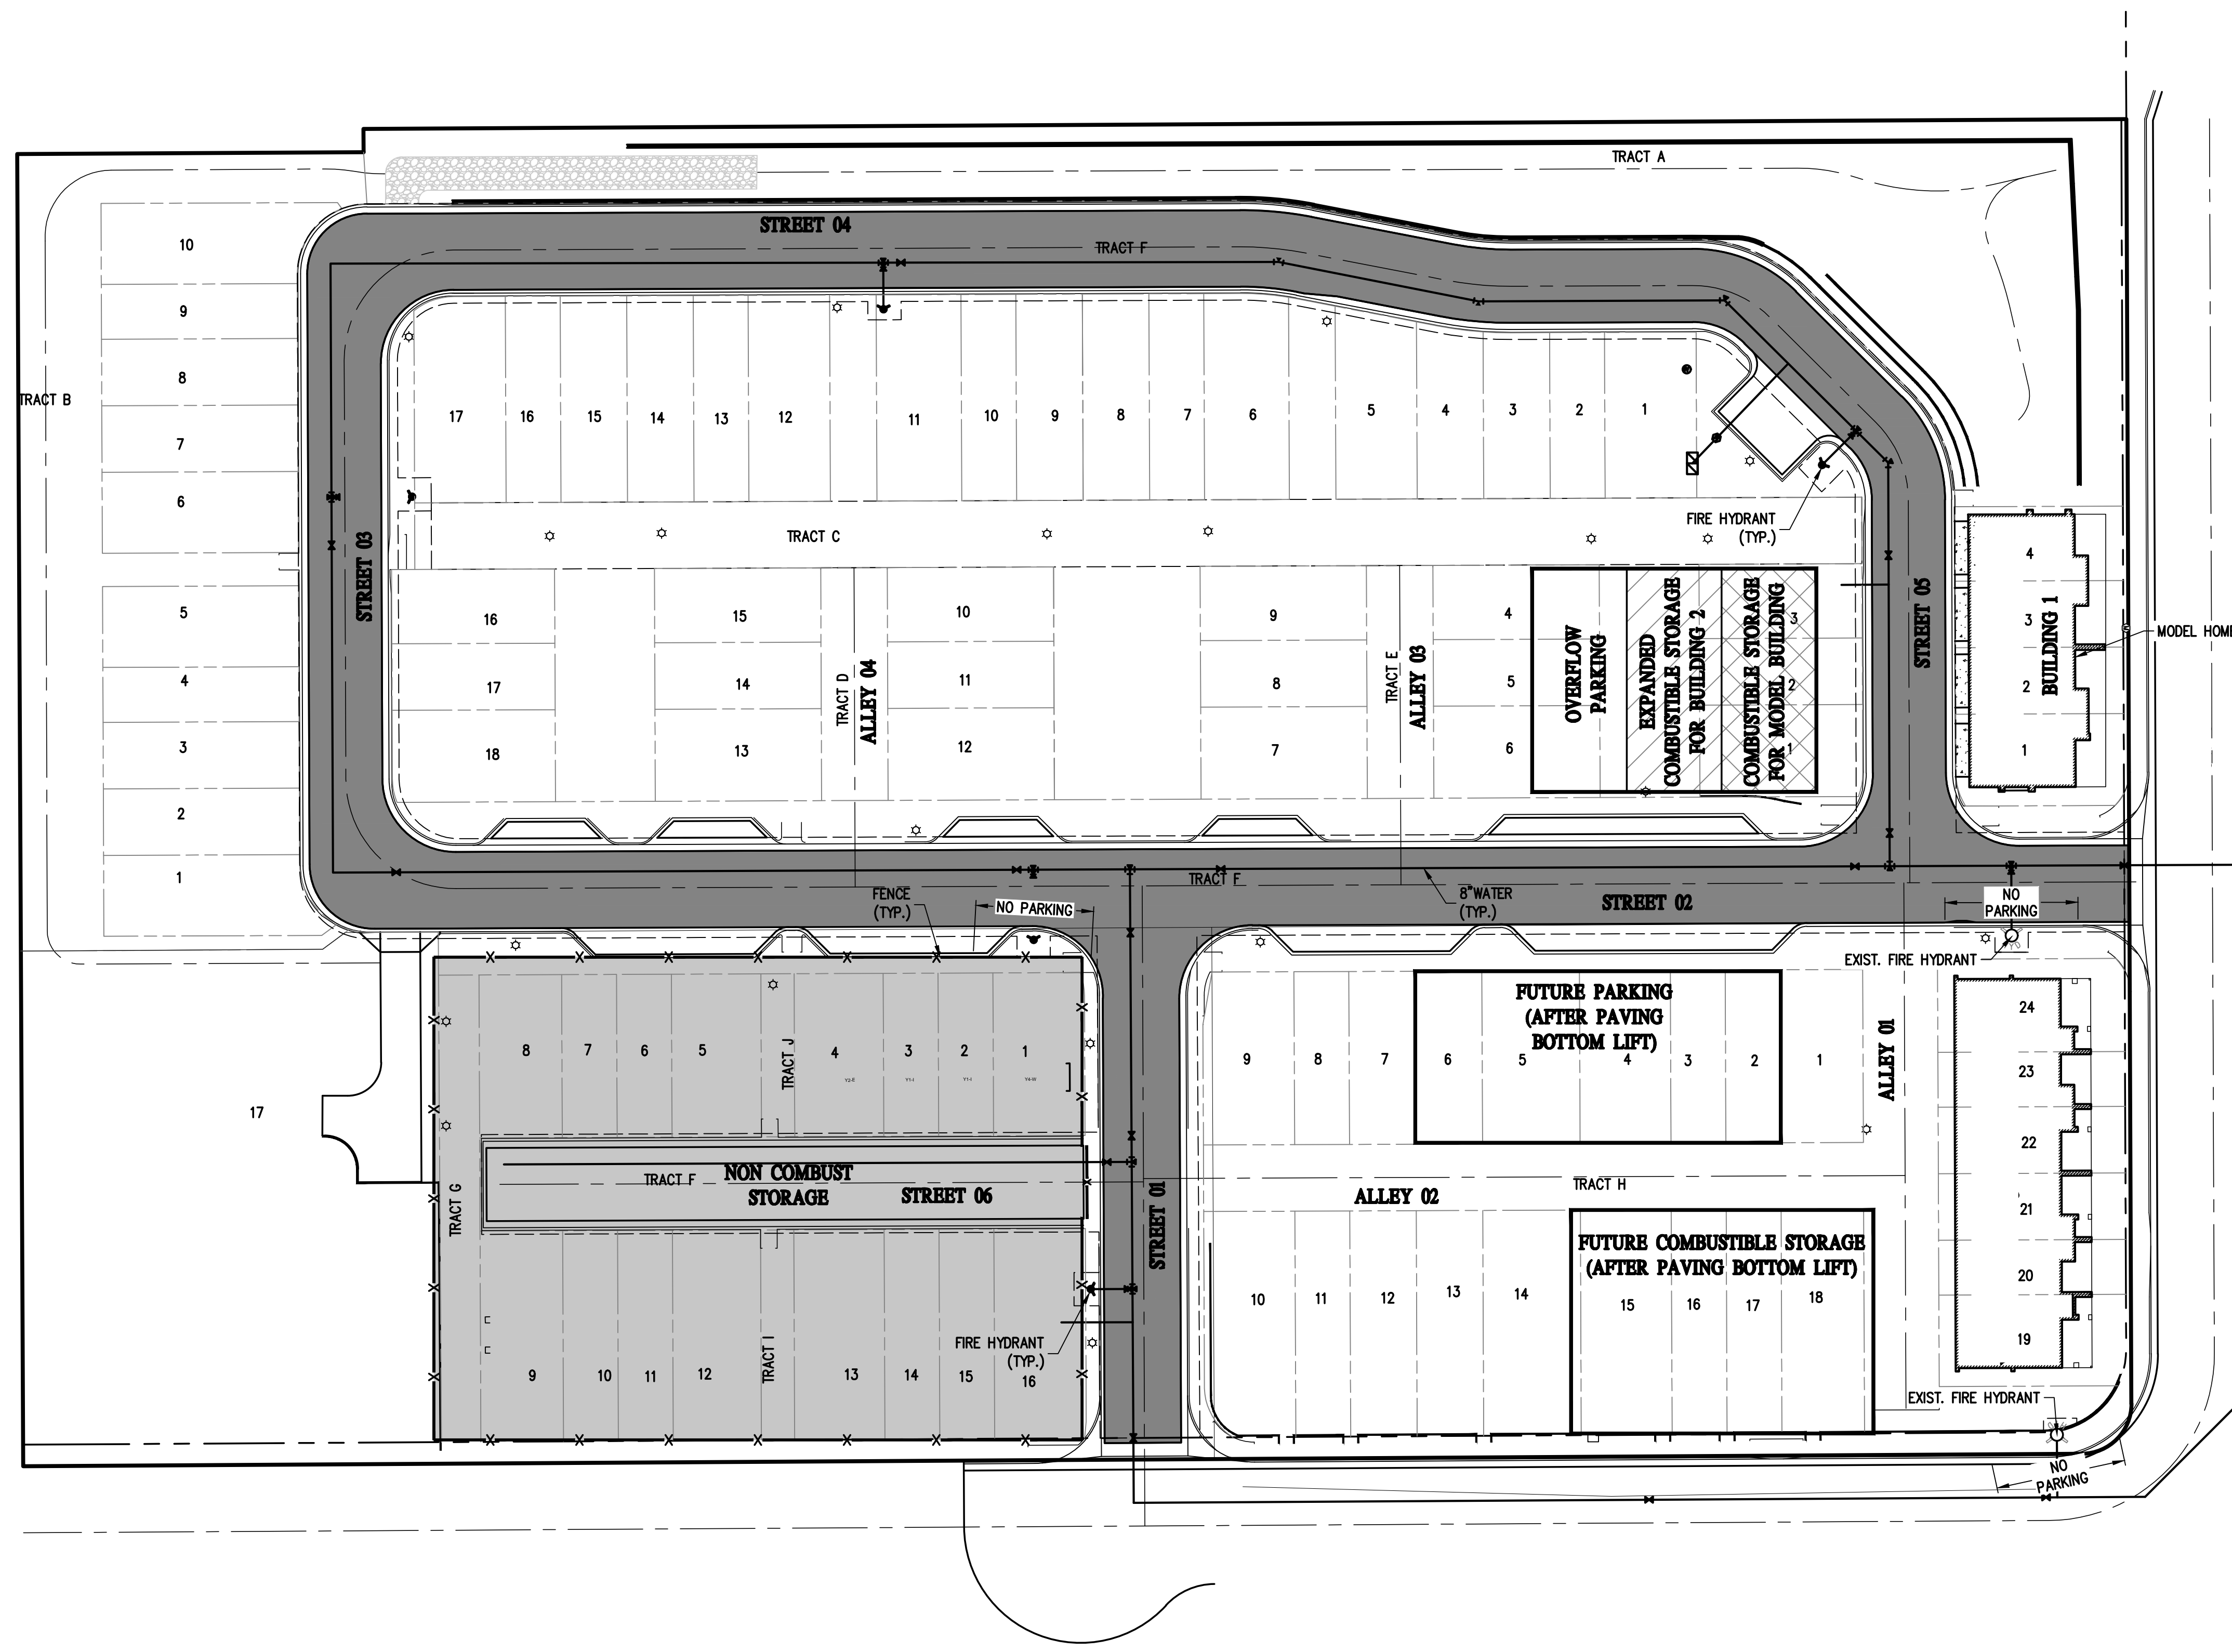 TRACT A
STREET 04
TRACT F
10
9
8
TRACT B
7
6
5
4
3
2
1
17
16
15
14
13
12
11
10
9
8
7
6
5
4
3
2
1
FIRE HYDRANT
(TYP.)
TRACT C
STREET 03
16
17
18
15
14
13
TRACT D
ALLEY 04
10
11
12
9
8
7
TRACT E
ALLEY 03
4
5
6
OVERFLOW
PARKING
EXPANDED
COMBUSTIBLE STORAGE
FOR BUILDING 2
COMBUSTIBLE STORAGE
FOR MODEL BUILDING
3
2
1
STREET 05
4
3
2
1
BUILDING 1
MODEL HOME
TRACT F
8"WATER
(TYP.)
STREET 02
FENCE
(TYP.)
NO PARKING
NO
PARKING
EXIST. FIRE HYDRANT
17
8
7
6
5
TRACT J
4
3
2
1
Y2-E
Y1-I
Y1-I
Y4-W
TRACT G
TRACT F
NON COMBUST
STORAGE
STREET 06
9
10
11
12
TRACT I
13
14
15
16
FIRE HYDRANT
(TYP.)
STREET 01
FUTURE PARKING
(AFTER PAVING
BOTTOM LIFT)
9
8
7
6
5
4
3
2
1
ALLEY 01
ALLEY 02
TRACT H
FUTURE COMBUSTIBLE STORAGE
(AFTER PAVING BOTTOM LIFT)
10
11
12
13
14
15
16
17
18
24
23
22
21
20
19
EXIST. FIRE HYDRANT
NO
PARKING